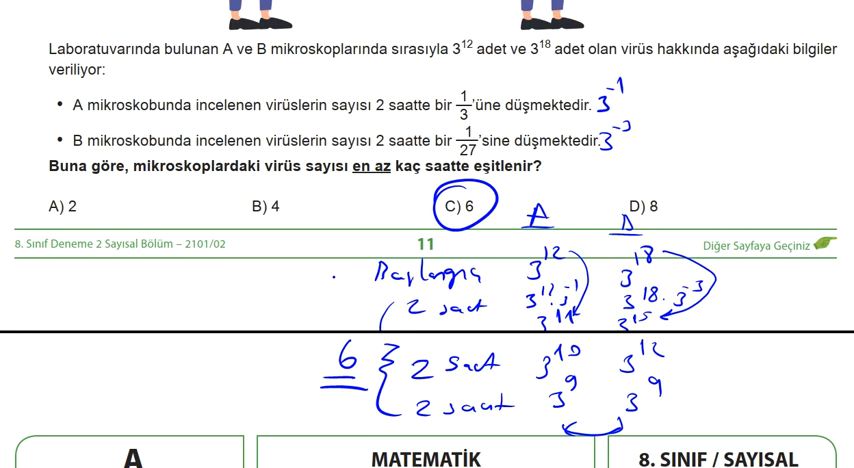 Laboratuvarında bulunan A ve B mikroskoplarında sırasıyla 3¹² adet ve 3¹⁸ adet olan virüs hakkında aşağıdaki bilgiler
veriliyor:
• A mikroskobunda incelenen virüslerin sayısı 2 saatte bir 1/3'üne düşmektedir. 3⁻¹
• B mikroskobunda incelenen virüslerin sayısı 2 saatte bir 1/27'sine düşmektedir. 3⁻³
Buna göre, mikroskoplardaki virüs sayısı en az kaç saatte eşitlenir?
A) 2 B) 4 C) 6 D) 8
A
8. Sınıf Deneme 2 Sayısal Bölüm – 2101/02 11 Diğer Sayfaya Geçiniz
3¹² 3¹⁸
2 saat 3¹².3⁻¹ 3¹⁸.3⁻³
3¹¹ 3¹⁵
6 2 saat 3¹⁰ 3¹²
2 saat 3⁹ 3⁹
A MATEMATİK 8. SINIF / SAYISAL